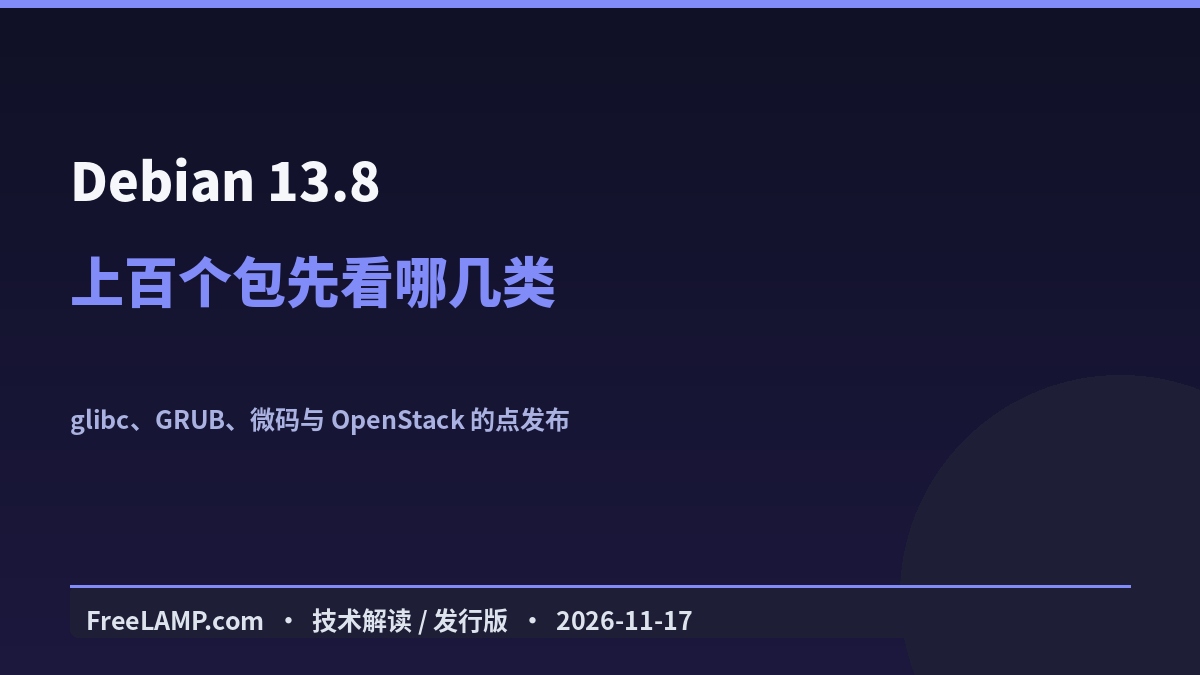 Debian 13.8
上百个包先看哪几类
glibc、GRUB、微码与 OpenStack 的点发布
FreeLAMP.com · 技术解读 / 发行版 · 2026-11-17